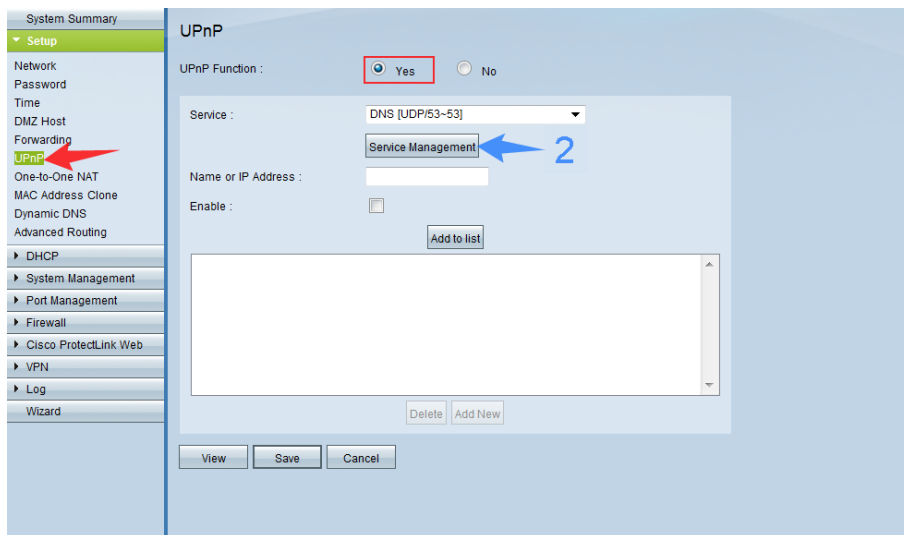 System Summary
Setup
Network
Password
Time
DMZ Host
Forwarding
UPnP
One-to-One NAT
MAC Address Clone
Dynamic DNS
Advanced Routing
DHCP
System Management
Port Management
Firewall
Cisco ProtectLink Web
VPN
Log
Wizard
UPnP
UPnP Function : Yes No
Service : DNS [UDP/53~53]
Service Management 2
Name or IP Address :
Enable :
Add to list
Delete Add New
View Save Cancel